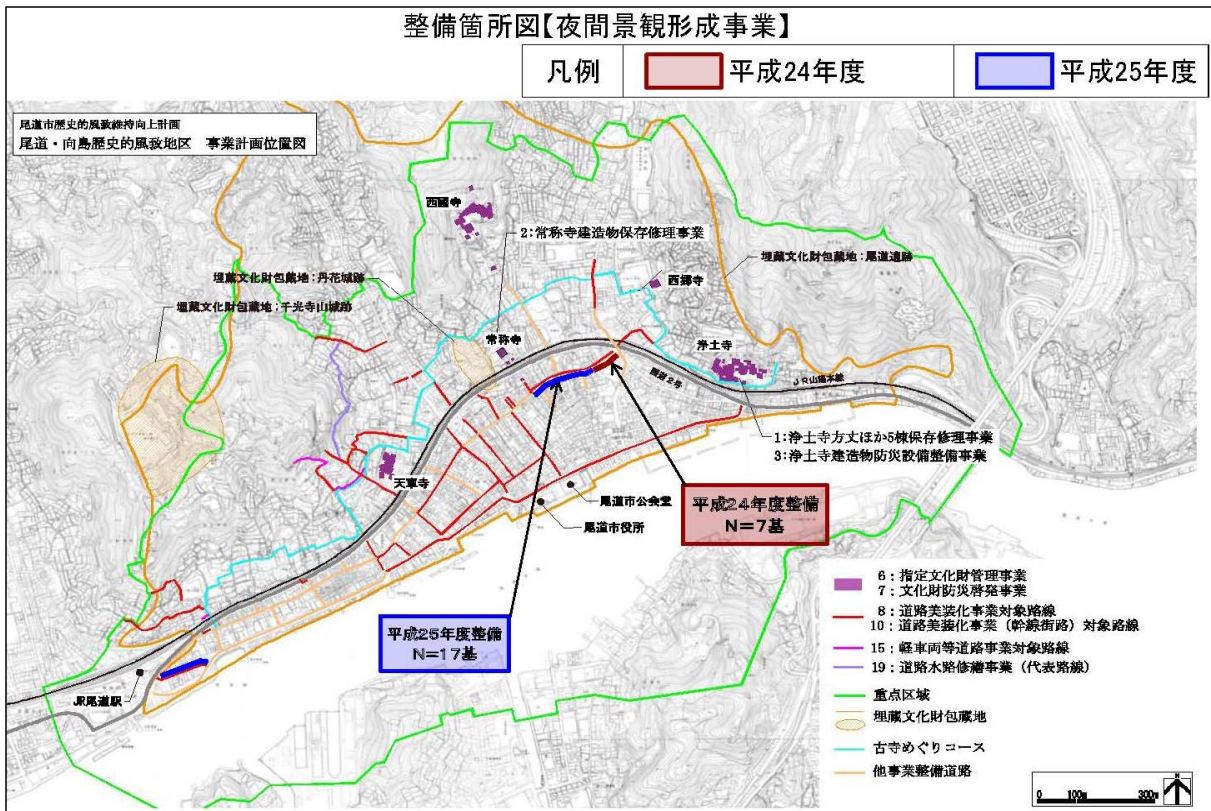 整備箇所図【夜間景観形成事業】
凡例
平成24年度
平成25年度
尾道市歴史的風致維持向上計画
尾道・向島歴史的風致地区 事業計画位置図
西國寺
2:常称寺建造物保存修理事業
埋蔵文化財包蔵地:丹花城跡
埋蔵文化財包蔵地:千光寺山城跡
西郷寺
埋蔵文化財包蔵地:尾道遺跡
常称寺
浄土寺
国道2号
JR山陽本線
1:浄土寺方丈ほか5棟保存修理事業
3:浄土寺建造物防災設備整備事業
天寧寺
尾道市公会堂
尾道市役所
平成24年度整備
N=7基
平成25年度整備
N=17基
JR尾道駅
6:指定文化財管理事業
7:文化財防災啓発事業
8:道路美装化事業対象路線
10:道路美装化事業(幹線街路)対象路線
15:軽車両等道路事業対象路線
19:道路水路修繕事業(代表路線)
重点区域
埋蔵文化財包蔵地
古寺めぐりコース
他事業整備道路
0 100m 300m